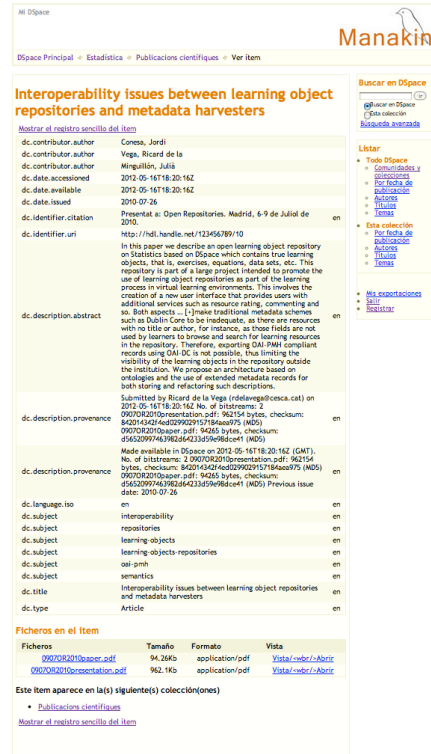 Mi DSpace
Manakin
DSpace Principal
Estadística
Publicacions científiques
Ver ítem
Interoperability issues between learning object
repositories and metadata harvesters
Mostrar el registro sencillo del ítem
dc.contributor.author Conesa, Jordi
dc.contributor.author Vega, Ricard de la
dc.contributor.author Minguillón, Julià
dc.date.accessioned 2012-05-16T18:20:16Z
dc.date.available 2012-05-16T18:20:16Z
dc.date.issued 2010-07-26
dc.identifier.citation Presentat a: Open Repositories. Madrid, 6-9 de Juliol de
2010. en
dc.identifier.uri http://hdl.handle.net/123456789/10
dc.description.abstract In this paper we describe an open learning object repository
on Statistics based on DSpace which contains true learning
objects, that is, exercises, equations, data sets, etc. This
repository is part of a large project intended to promote the
use of learning object repositories as part of the learning
process in virtual learning environments. This involves the
creation of a new user interface that provides users with
additional services such as resource rating, commenting and
so. Both aspects ... [+]make traditional metadata schemes
such as Dublin Core to be inadequate, as there are resources
with no title or author, for instance, as those fields are not
used by learners to browse and search for learning resources
in the repository. Therefore, exporting OAI-PMH compliant
records using OAI-DC is not possible, thus limiting the
visibility of the learning objects in the repository outside
the institution. We propose an architecture based on
ontologies and the use of extended metadata records for
both storing and refactoring such descriptions. en
dc.description.provenance Submitted by Ricard de la Vega (rdelavega@cesca.cat) on
2012-05-16T18:20:16Z No. of bitstreams: 2
0907OR2010presentation.pdf: 962154 bytes, checksum:
842014342f4ed0299029157184aea975 (MD5)
0907OR2010paper.pdf: 94265 bytes, checksum:
d56520997463982d64233d59e98dce41 (MD5) en
dc.description.provenance Made available in DSpace on 2012-05-16T18:20:16Z (GMT).
No. of bitstreams: 2 0907OR2010presentation.pdf: 962154
bytes, checksum: 842014342f4ed0299029157184aea975 (MD5)
0907OR2010paper.pdf: 94265 bytes, checksum:
d56520997463982d64233d59e98dce41 (MD5) Previous issue
date: 2010-07-26 en
dc.language.iso en en
dc.subject interoperability en
dc.subject repositories en
dc.subject learning-objects en
dc.subject learning-objects-repositories en
dc.subject oai-pmh en
dc.subject semantics en
dc.title Interoperability issues between learning object repositories
and metadata harvesters en
dc.type Article en
Ficheros en el ítem
Ficheros Tamaño Formato Vista
0907OR2010paper.pdf 94.26Kb application/pdf Vista/<wbr/>Abrir
0907OR2010presentation.pdf 962.1Kb application/pdf Vista/<wbr/>Abrir
Este ítem aparece en la(s) siguiente(s) colección(ones)
Publicacions científiques
Mostrar el registro sencillo del ítem
Buscar en DSpace
Buscar en DSpace
Esta colección
Búsqueda avanzada
Listar
Todo DSpace
Comunidades y
colecciones
Por fecha de
publicación
Autores
Títulos
Temas
Esta colección
Por fecha de
publicación
Autores
Títulos
Temas
Mis exportaciones
Salir
Registrar